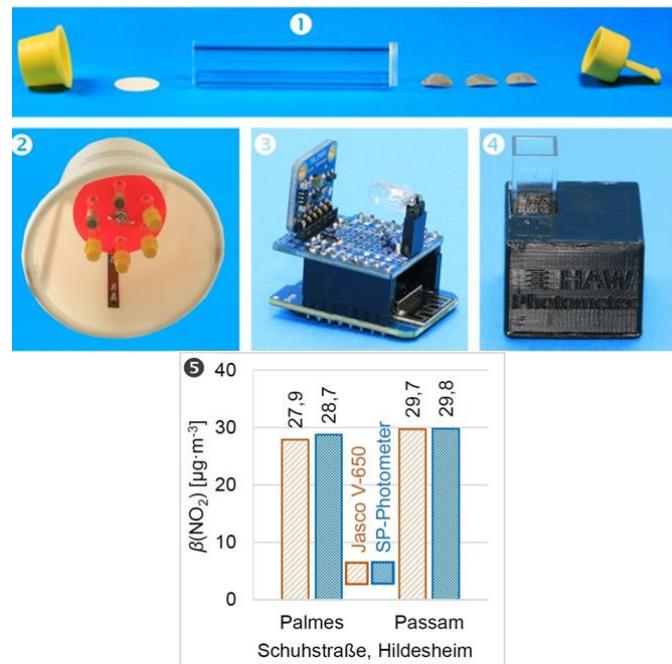 1
2
3
4
HAW
Photometer
5
β(NO₂) [µg·m⁻³]
40
30
20
10
0
27,9
28,7
29,7
29,8
Jasco V-650
SP-Photometer
Palmes
Passam
Schuhstraße, Hildesheim